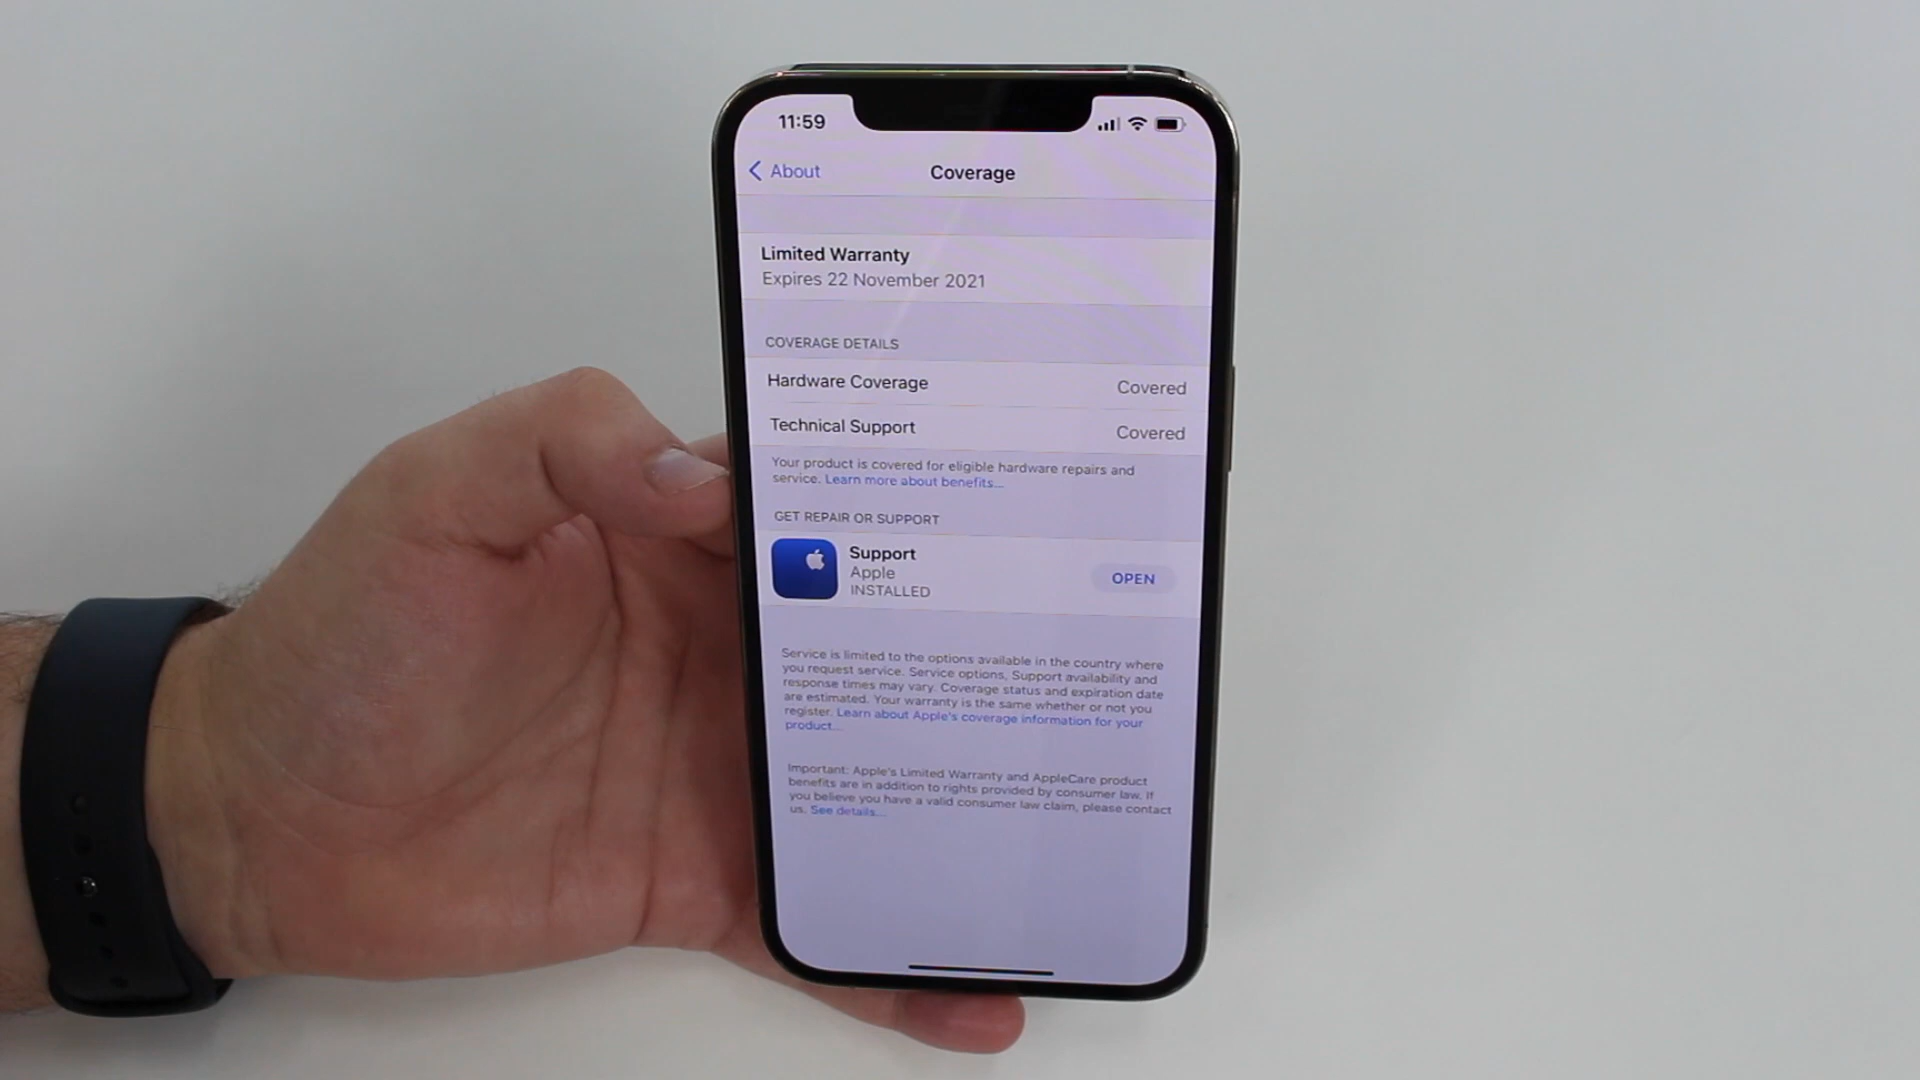 11:59
About
Coverage
Limited Warranty
Expires 22 November 2021
COVERAGE DETAILS
Hardware Coverage
Covered
Technical Support
Covered
Your product is covered for eligible hardware repairs and
service. Learn more about benefits...
GET REPAIR OR SUPPORT
Support
Apple
INSTALLED
OPEN
Service is limited to the options available in the country where
you request service. Service options, Support availability and
response times may vary. Coverage status and expiration date
are estimated. Your warranty is the same whether or not you
register. Learn about Apple's coverage information for your
product...
Important: Apple's Limited Warranty and AppleCare product
benefits are in addition to rights provided by consumer law. If
you believe you have a valid consumer law claim, please contact
us. See details...